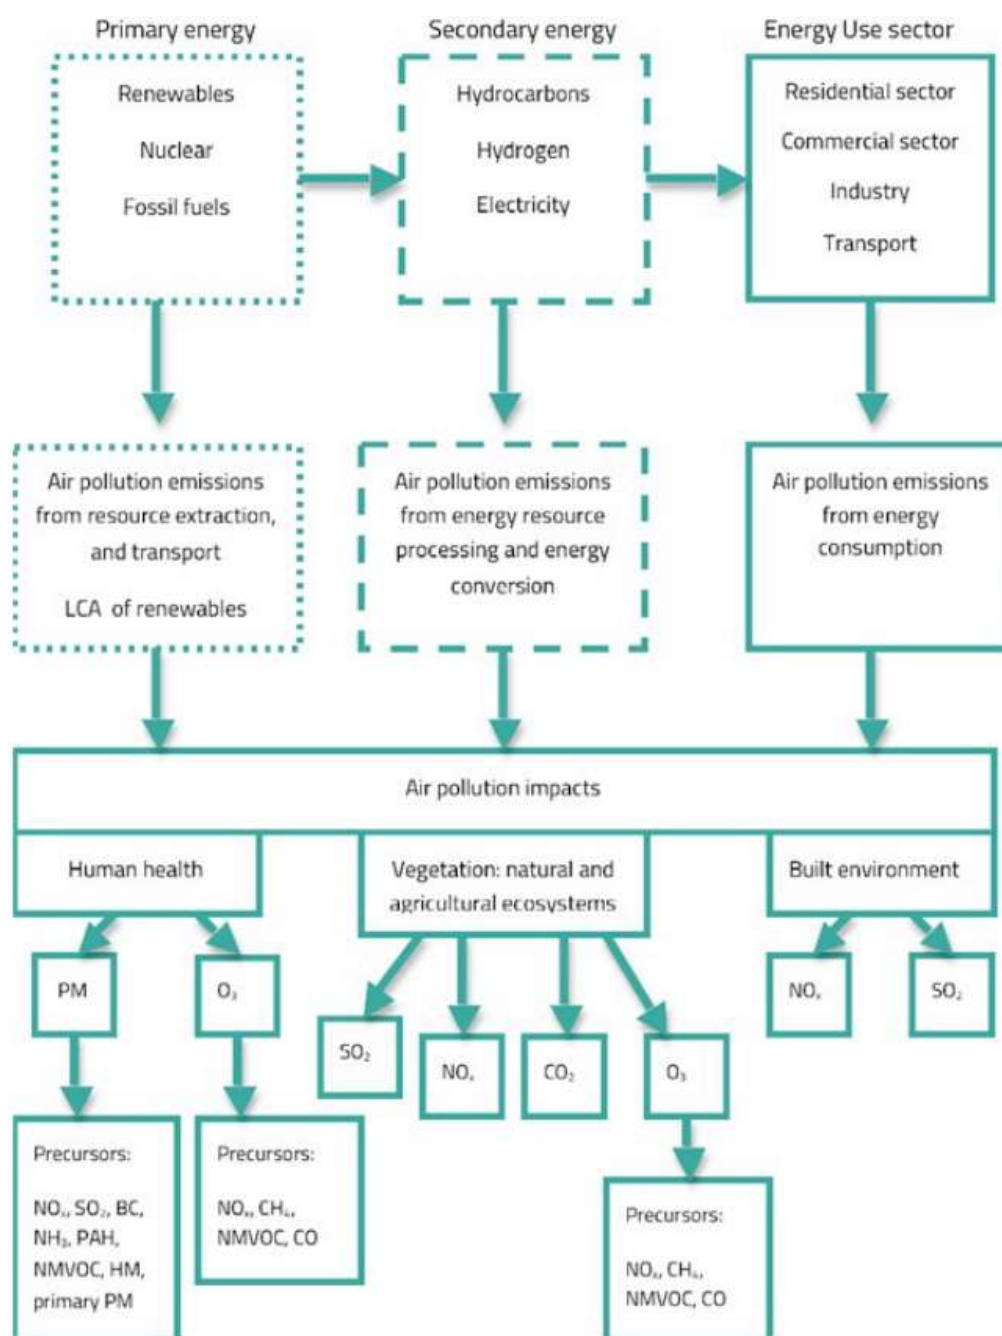 Primary energy
Secondary energy
Energy Use sector
Renewables
Nuclear
Fossil fuels
Hydrocarbons
Hydrogen
Electricity
Residential sector
Commercial sector
Industry
Transport
Air pollution emissions
from resource extraction,
and transport
LCA of renewables
Air pollution emissions
from energy resource
processing and energy
conversion
Air pollution emissions
from energy
consumption
Air pollution impacts
Human health
Vegetation: natural and
agricultural ecosystems
Built environment
PM
O₃
SO₂
NOₓ
CO₂
O₃
NOₓ
SO₂
Precursors:
NOₓ, SO₂, BC,
NH₃, PAH,
NMVOC, HM,
primary PM
Precursors:
NOₓ, CH₄,
NMVOC, CO
Precursors:
NOₓ, CH₄,
NMVOC, CO